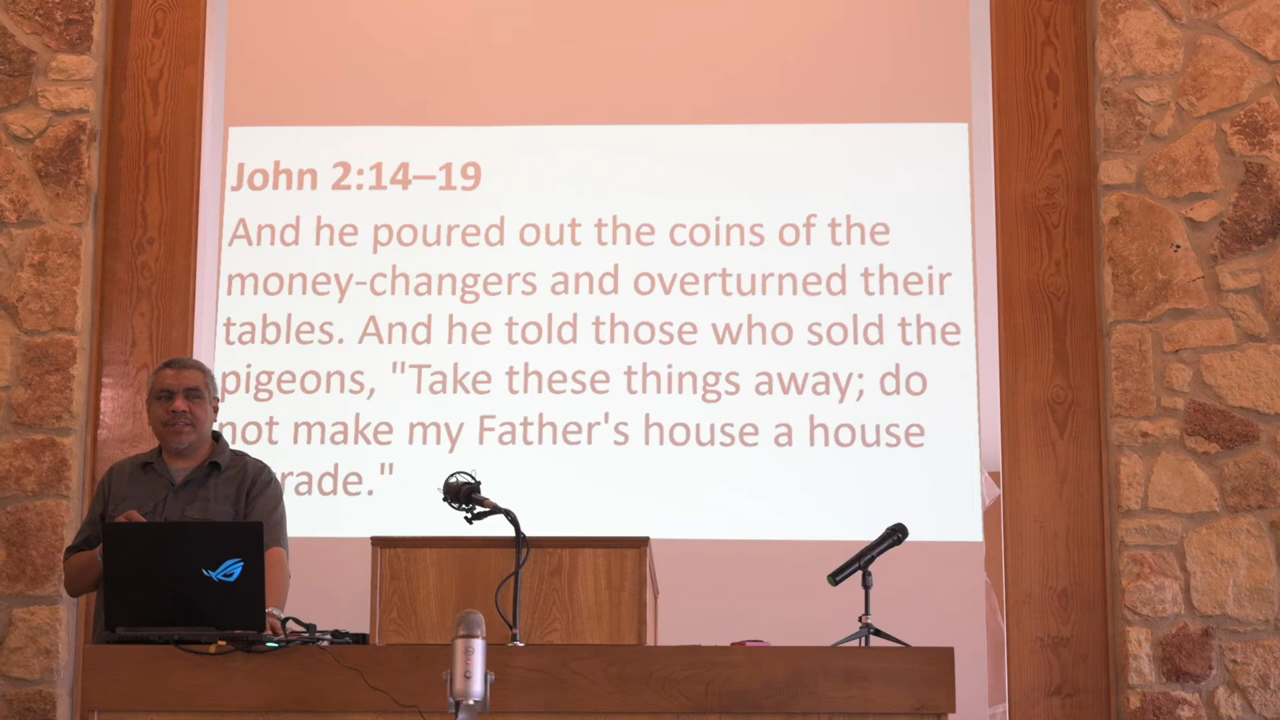 John 2:14–19
And he poured out the coins of the
money-changers and overturned their
tables. And he told those who sold the
pigeons, "Take these things away; do
not make my Father's house a house
rade."